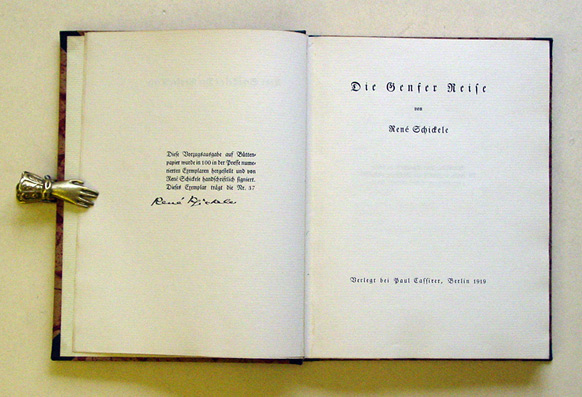 Diese Vorzugsausgabe auf Bütten-
papier wurde in 100 in der Presse nume-
rierten Exemplaren hergestellt und von
René Schickele handschriftlich signiert.
Dieses Exemplar trägt die Nr. 17
René Schickele
Die Genfer Reise
von
René Schickele
Verlegt bei Paul Cassirer, Berlin 1919